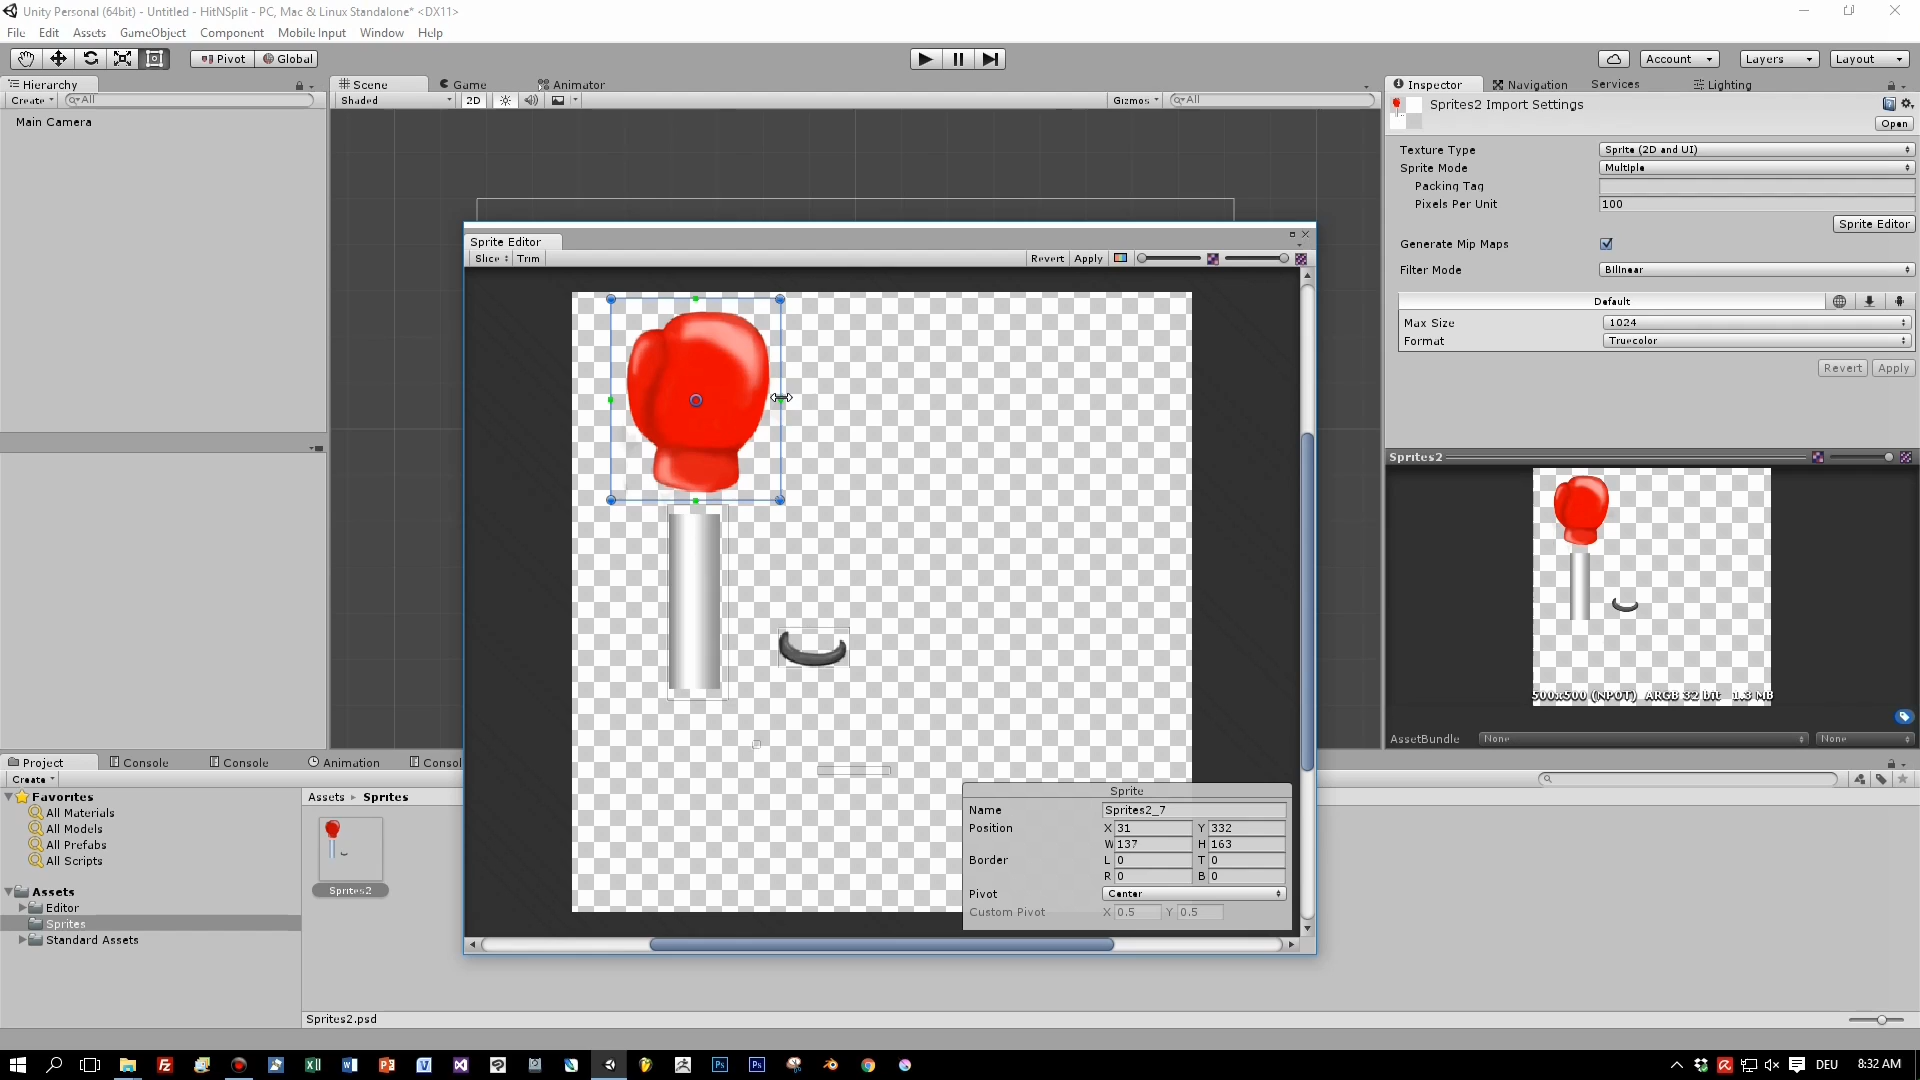 Unity Personal (64bit) - Untitled - HitNSplit - PC, Mac & Linux Standalone* <DX11>
File Edit Assets GameObject Component Mobile Input Window Help
Pivot Global Account Layers Layout
Hierarchy Scene Game Animator Inspector Navigation Services Lighting
Create All Shaded 2D Gizmos All
Sprites2 Import Settings
Open
Main Camera
Texture Type Sprite (2D and UI)
Sprite Mode Multiple
Packing Tag
Pixels Per Unit 100
Sprite Editor
Generate Mip Maps
Filter Mode Bilinear
Default
Max Size 1024
Format Truecolor
Revert Apply
Sprite Editor
Slice Trim Revert Apply
Sprites2
500x500 (NPOT) ARGB 32 bit 1.3 MB
AssetBundle None None
Sprite
Name Sprites2_7
Position X 31 Y 332
W 137 H 163
Border L 0 T 0
R 0 B 0
Pivot Center
Custom Pivot X 0.5 Y 0.5
Project Console Console Animation Consol
Create
Favorites
All Materials
All Models
All Prefabs
All Scripts
Assets
Editor
Sprites
Standard Assets
Assets Sprites
Sprites2
Sprites2.psd
DEU 8:32 AM